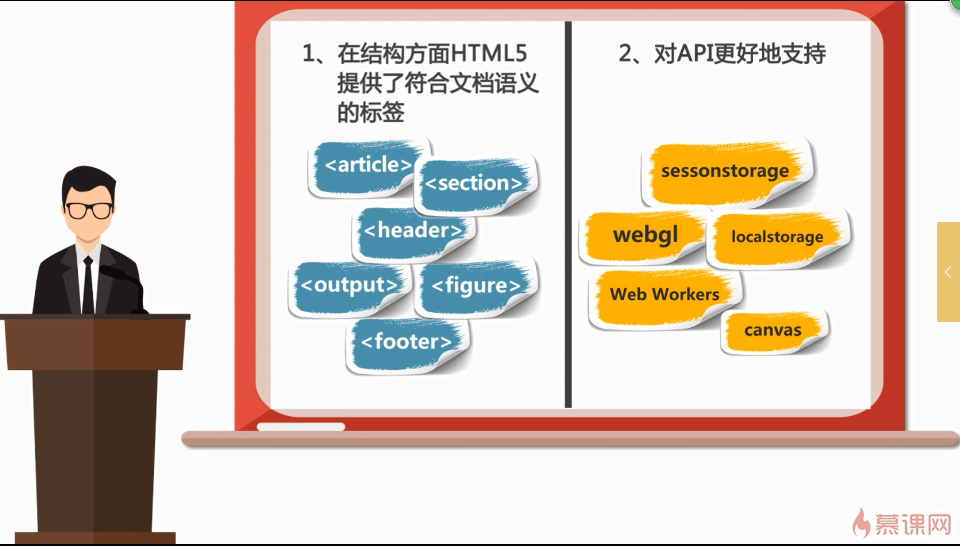 1、在结构方面HTML5
提供了符合文档语义
的标签
<article>
<section>
<header>
<output>
<figure>
<footer>
2、对API更好地支持
sessonstorage
webgl
localstorage
Web Workers
canvas
慕课网